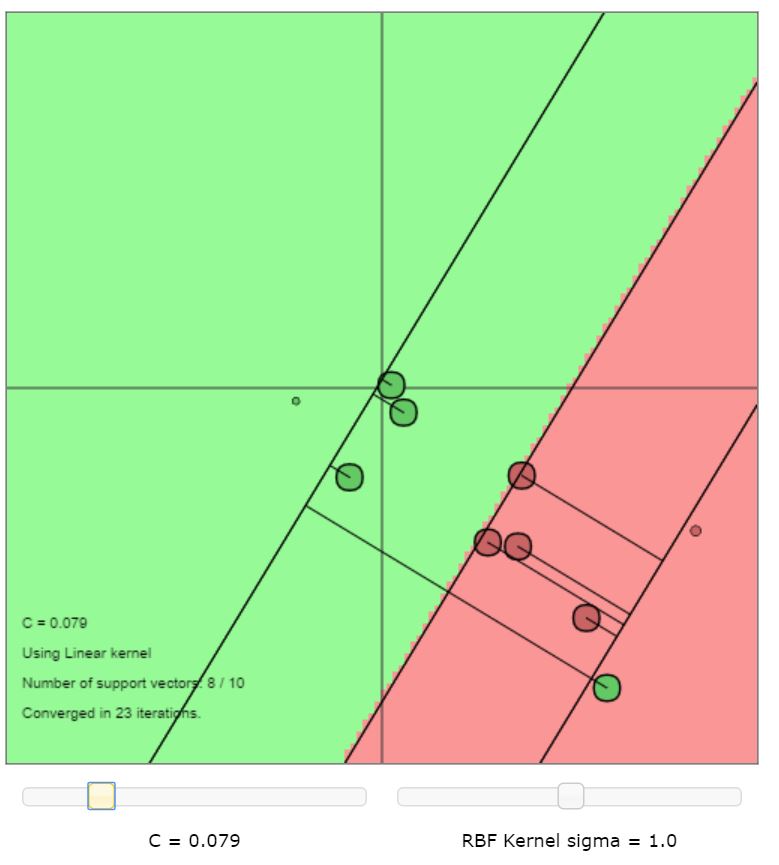 C = 0.079
Using Linear kernel
Number of support vectors: 8 / 10
Converged in 23 iterations.
C = 0.079
RBF Kernel sigma = 1.0